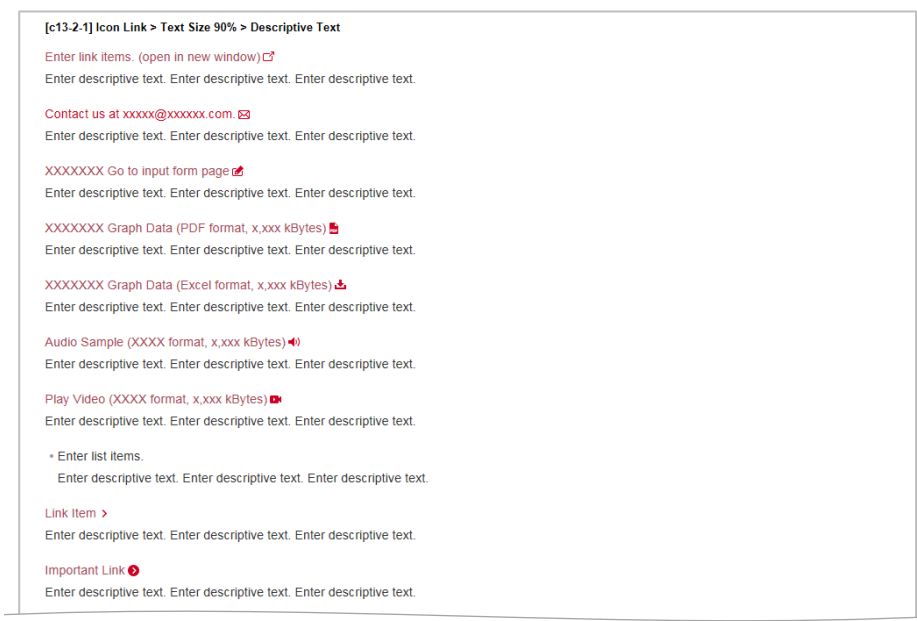 [c13-2-1] Icon Link > Text Size 90% > Descriptive Text
Enter link items. (open in new window)
Enter descriptive text. Enter descriptive text. Enter descriptive text.
Contact us at xxxxx@xxxxxx.com.
Enter descriptive text. Enter descriptive text. Enter descriptive text.
XXXXXXX Go to input form page
Enter descriptive text. Enter descriptive text. Enter descriptive text.
XXXXXXX Graph Data (PDF format, x,xxx kBytes)
Enter descriptive text. Enter descriptive text. Enter descriptive text.
XXXXXXX Graph Data (Excel format, x,xxx kBytes)
Enter descriptive text. Enter descriptive text. Enter descriptive text.
Audio Sample (XXXX format, x,xxx kBytes)
Enter descriptive text. Enter descriptive text. Enter descriptive text.
Play Video (XXXX format, x,xxx kBytes)
Enter descriptive text. Enter descriptive text. Enter descriptive text.
Enter list items.
Enter descriptive text. Enter descriptive text. Enter descriptive text.
Link Item >
Enter descriptive text. Enter descriptive text. Enter descriptive text.
Important Link
Enter descriptive text. Enter descriptive text. Enter descriptive text.